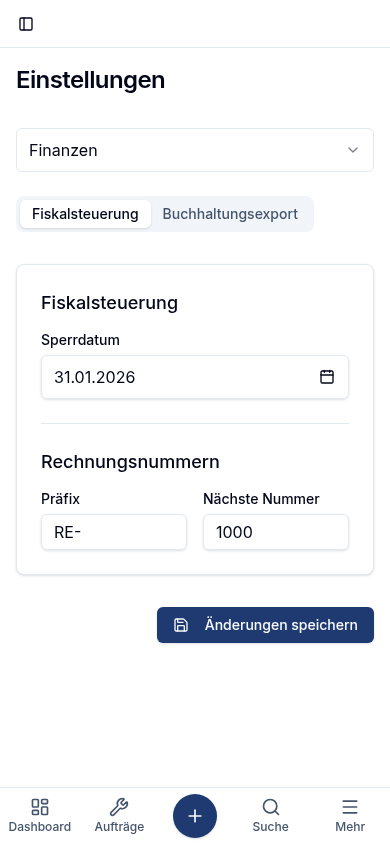 Einstellungen
Finanzen
Fiskalsteuerung Buchhaltungsexport
Fiskalsteuerung
Sperrdatum
31.01.2026
Rechnungsnummern
Präfix Nächste Nummer
RE- 1000
Änderungen speichern
Dashboard Aufträge Suche Mehr